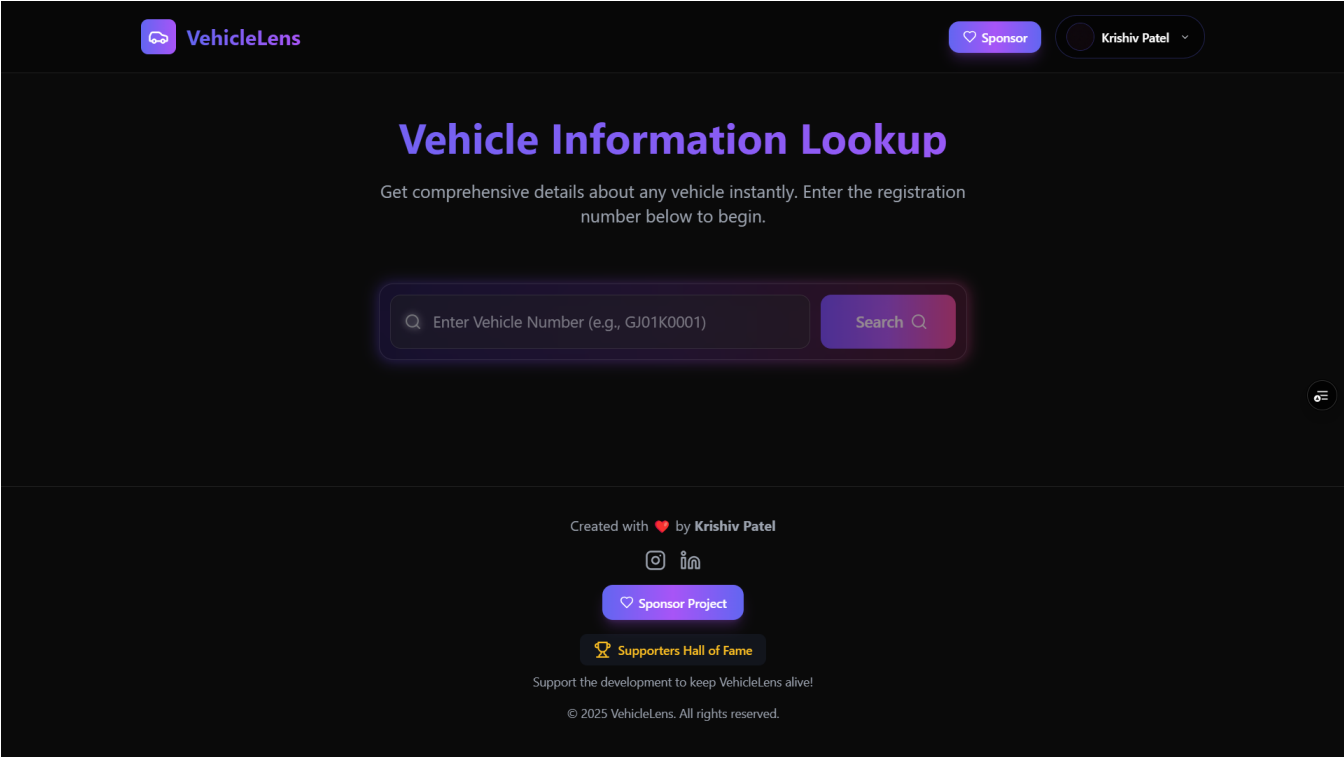 VehicleLens
Sponsor
Krishiv Patel
Vehicle Information Lookup
Get comprehensive details about any vehicle instantly. Enter the registration
number below to begin.
Enter Vehicle Number (e.g., GJ01K0001)
Search
Created with ❤️ by Krishiv Patel
Sponsor Project
Supporters Hall of Fame
Support the development to keep VehicleLens alive!
© 2025 VehicleLens. All rights reserved.